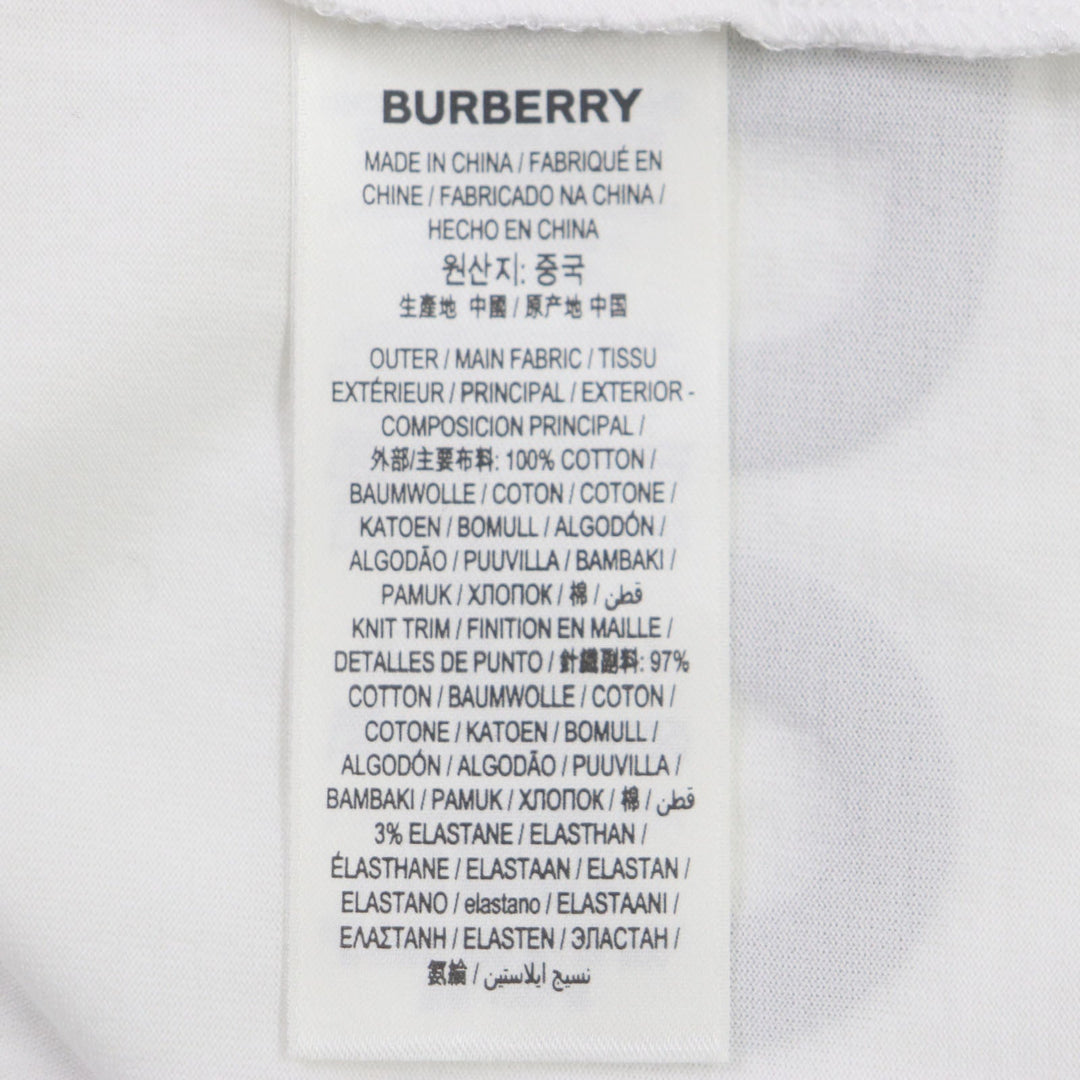 BURBERRY
MADE IN CHINA / FABRIQUÉ EN
CHINE / FABRICADO NA CHINA /
HECHO EN CHINA
원산지: 중국
生產地 中國 / 原产地 中国
OUTER / MAIN FABRIC / TISSU
EXTÉRIEUR / PRINCIPAL / EXTERIOR -
COMPOSICION PRINCIPAL /
外部/主要布料: 100% COTTON /
BAUMWOLLE / COTON / COTONE /
KATOEN / BOMULL / ALGODÓN /
ALGODÃO / PUUVILLA / BAMBAKI /
PAMUK / ХЛОПОК / 棉 / قطن
KNIT TRIM / FINITION EN MAILLE /
DETALLES DE PUNTO / 針織副料: 97%
COTTON / BAUMWOLLE / COTON /
COTONE / KATOEN / BOMULL /
ALGODÓN / ALGODÃO / PUUVILLA /
BAMBAKI / PAMUK / ХЛОПОК / 棉 / قطن
3% ELASTANE / ELASTHAN /
ÉLASTHANE / ELASTAAN / ELASTAN /
ELASTANO / elastano / ELASTAANI /
ΕΛΑΣΤΑΝΗ / ELASTEN / ЭЛАСТАН /
氨綸 / نسيج ايلاستين